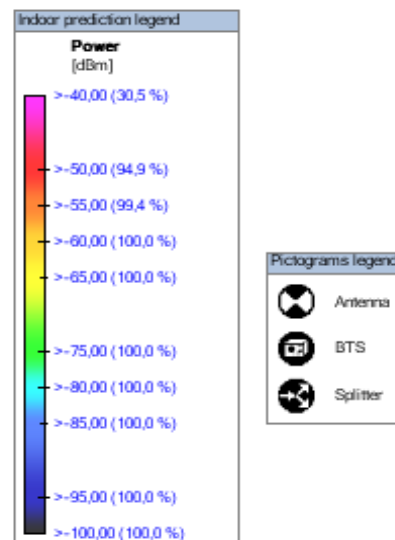 Indoor prediction legend
Power
[dBm]
>-40,00 (30,5 %)
>-50,00 (94,9 %)
>-55,00 (99,4 %)
>-60,00 (100,0 %)
>-65,00 (100,0 %)
>-75,00 (100,0 %)
>-80,00 (100,0 %)
>-85,00 (100,0 %)
>-95,00 (100,0 %)
>-100,00 (100,0 %)
Pictograms legend
Antenna
BTS
Splitter